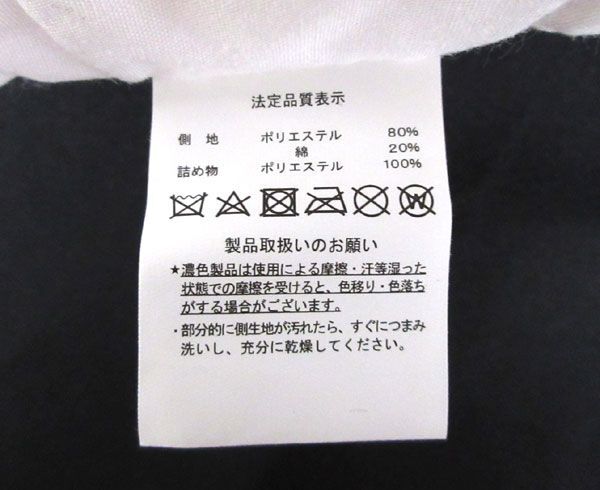 法定品質表示
側 地 ポリエステル 80%
綿 20%
詰め物 ポリエステル 100%
W
製品取扱いのお願い
★濃色製品は使用による摩擦・汗等湿った
状態での摩擦を受けると、色移り・色落ち
がする場合がございます。
・部分的に側生地が汚れたら、すぐにつまみ
洗いし、充分に乾燥してください。